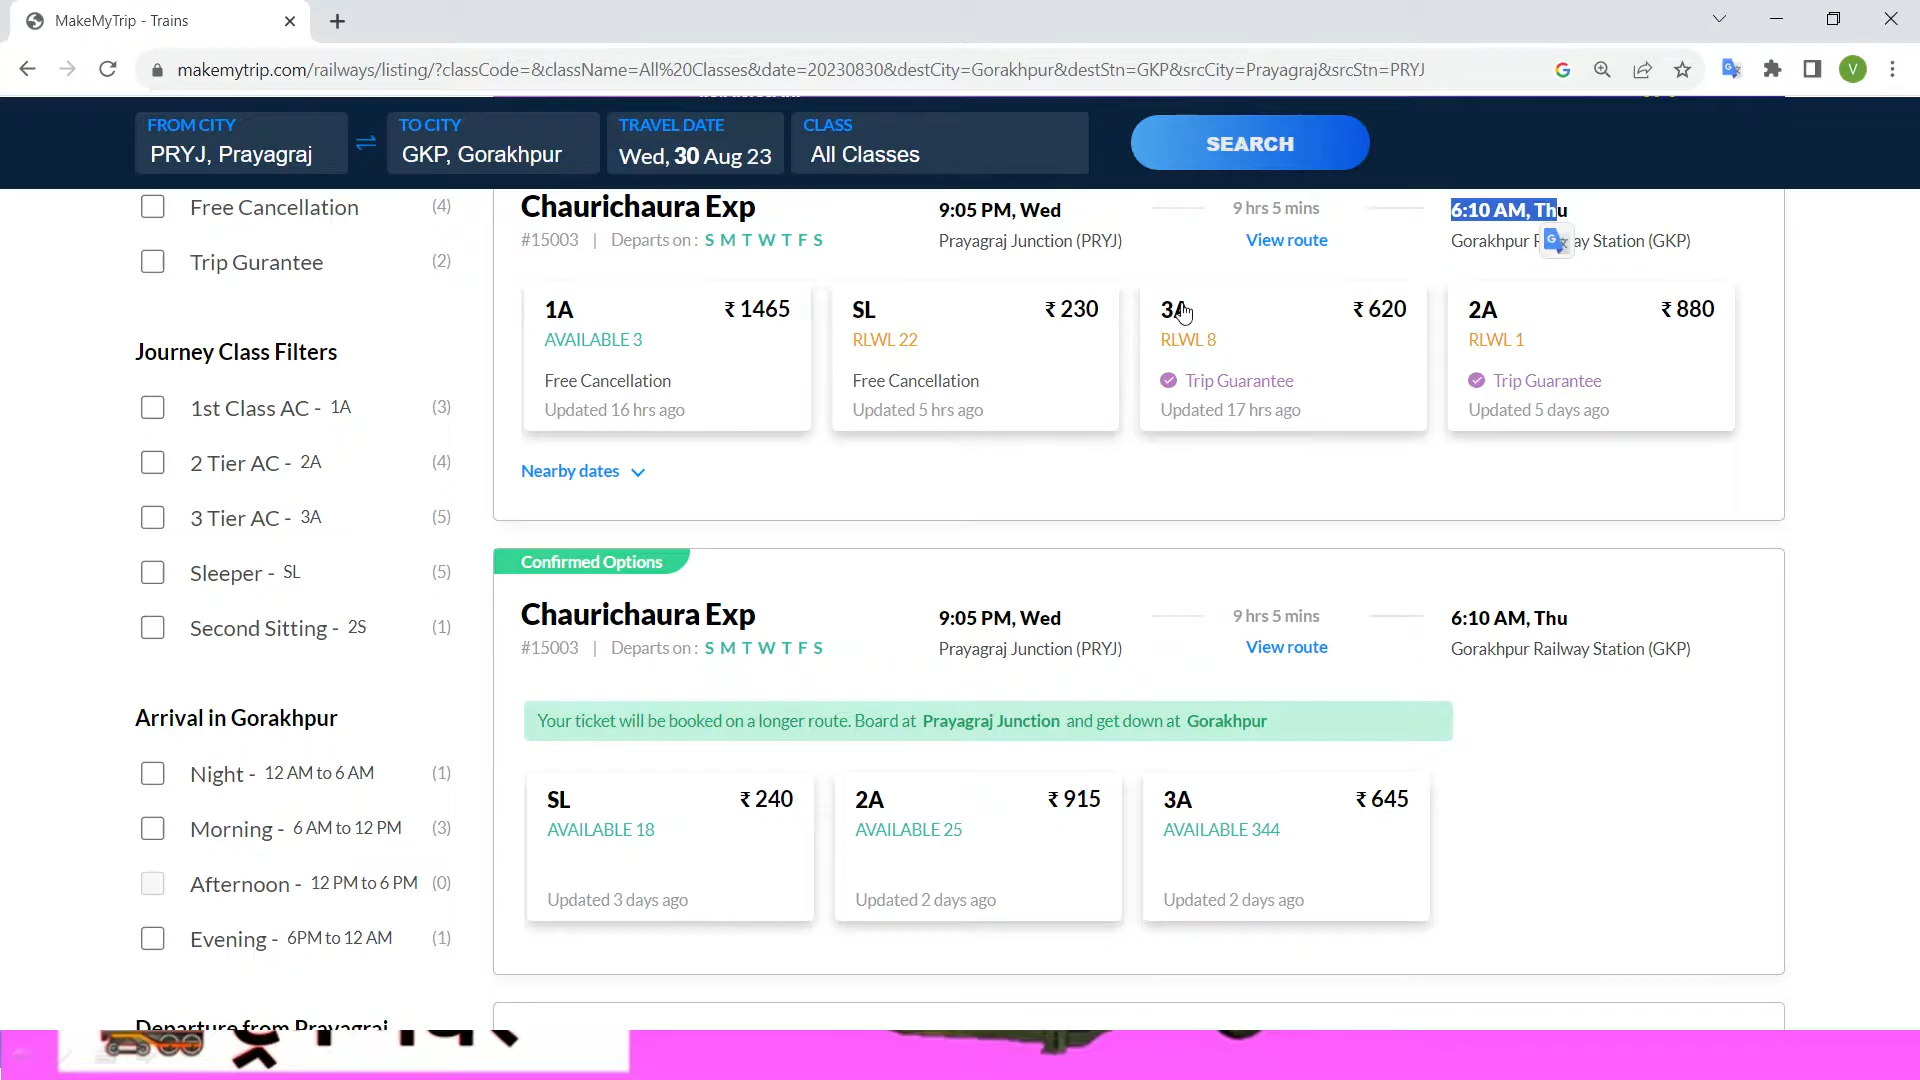 MakeMyTrip - Trains
makemytrip.com/railways/listing/?classCode=&className=All%20Classes&date=20230830&destCity=Gorakhpur&destStn=GKP&srcCity=Prayagraj&srcStn=PRYJ
V
FROM CITY
PRYJ, Prayagraj
TO CITY
GKP, Gorakhpur
TRAVEL DATE
Wed, 30 Aug 23
CLASS
All Classes
SEARCH
Free Cancellation (4)
Trip Gurantee (2)
Journey Class Filters
1st Class AC - 1A (3)
2 Tier AC - 2A (4)
3 Tier AC - 3A (5)
Sleeper - SL (5)
Second Sitting - 2S (1)
Arrival in Gorakhpur
Night - 12 AM to 6 AM (1)
Morning - 6 AM to 12 PM (3)
Afternoon - 12 PM to 6 PM (0)
Evening - 6PM to 12 AM (1)
Departure from Prayagraj
Chaurichaura Exp 9:05 PM, Wed 9 hrs 5 mins 6:10 AM, Thu
#15003 | Departs on : S M T W T F S Prayagraj Junction (PRYJ) View route Gorakhpur ay Station (GKP)
1A ₹ 1465
AVAILABLE 3
Free Cancellation
Updated 16 hrs ago
SL ₹ 230
RLWL 22
Free Cancellation
Updated 5 hrs ago
3A ₹ 620
RLWL 8
Trip Guarantee
Updated 17 hrs ago
2A ₹ 880
RLWL 1
Trip Guarantee
Updated 5 days ago
Nearby dates
Confirmed Options
Chaurichaura Exp 9:05 PM, Wed 9 hrs 5 mins 6:10 AM, Thu
#15003 | Departs on : S M T W T F S Prayagraj Junction (PRYJ) View route Gorakhpur Railway Station (GKP)
Your ticket will be booked on a longer route. Board at Prayagraj Junction and get down at Gorakhpur
SL ₹ 240
AVAILABLE 18
Updated 3 days ago
2A ₹ 915
AVAILABLE 25
Updated 2 days ago
3A ₹ 645
AVAILABLE 344
Updated 2 days ago